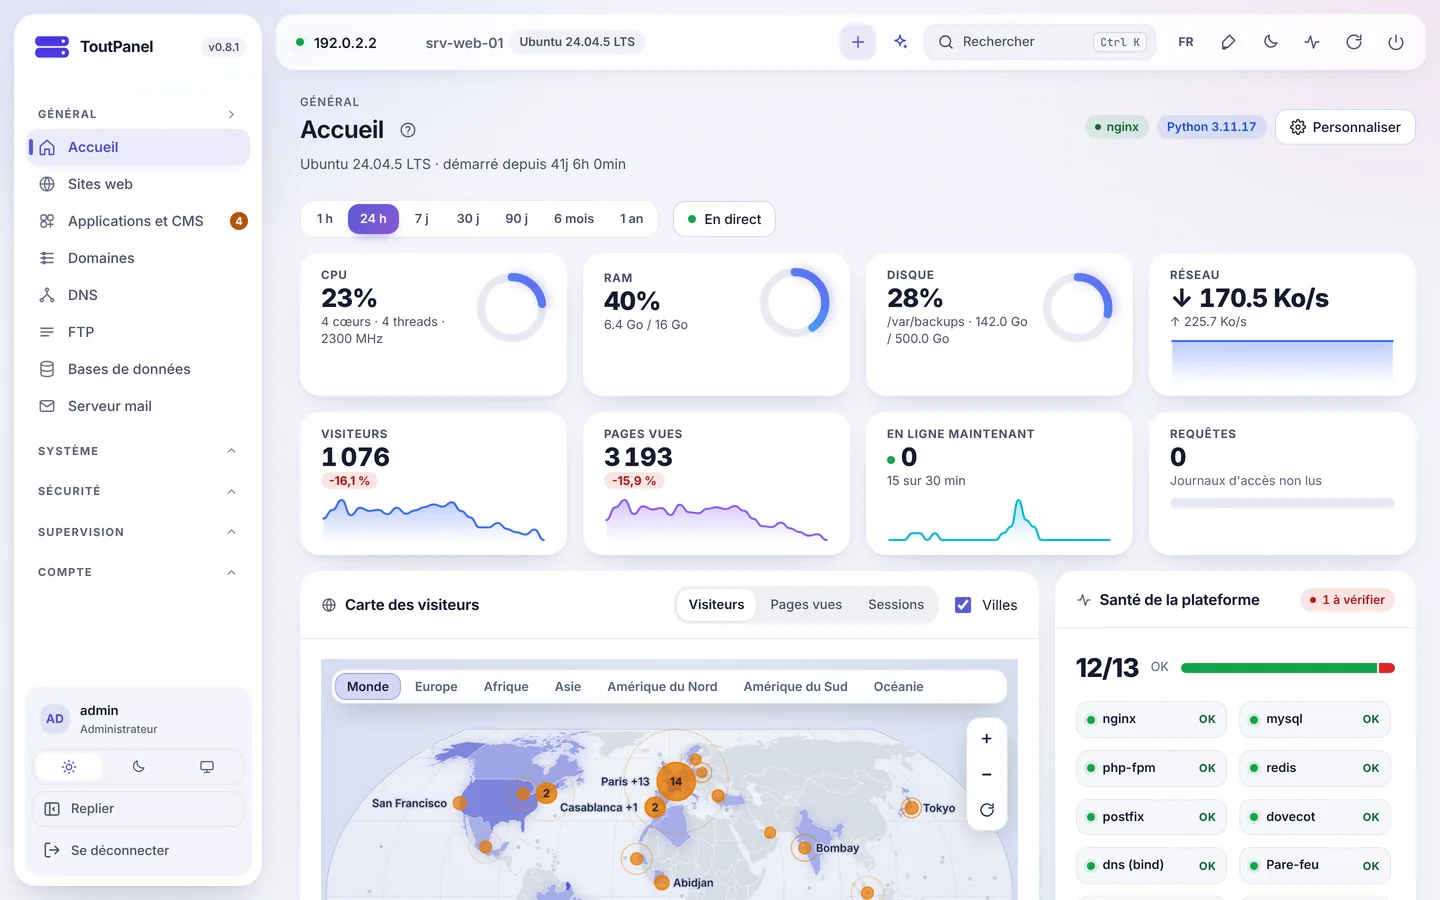 ToutPanel
v0.8.1
GÉNÉRAL
Accueil
Sites web
Applications et CMS
4
Domaines
DNS
FTP
Bases de données
Serveur mail
SYSTÈME
SÉCURITÉ
SUPERVISION
COMPTE
AD
admin
Administrateur
Replier
Se déconnecter
192.0.2.2
srv-web-01
Ubuntu 24.04.5 LTS
Rechercher
Ctrl K
FR
GÉNÉRAL
Accueil
Ubuntu 24.04.5 LTS · démarré depuis 41j 6h 0min
nginx
Python 3.11.17
Personnaliser
1 h
24 h
7 j
30 j
90 j
6 mois
1 an
En direct
CPU
23%
4 cœurs · 4 threads ·
2300 MHz
RAM
40%
6.4 Go / 16 Go
DISQUE
28%
/var/backups · 142.0 Go
/ 500.0 Go
RÉSEAU
↓ 170.5 Ko/s
↑ 225.7 Ko/s
VISITEURS
1 076
-16,1 %
PAGES VUES
3 193
-15,9 %
EN LIGNE MAINTENANT
0
15 sur 30 min
REQUÊTES
0
Journaux d'accès non lus
Carte des visiteurs
Visiteurs
Pages vues
Sessions
Villes
Monde
Europe
Afrique
Asie
Amérique du Nord
Amérique du Sud
Océanie
+
−
San Francisco
2
Paris +13
14
Casablanca +1
2
Tokyo
Bombay
Abidjan
Santé de la plateforme
1 à vérifier
12/13
OK
nginx
OK
mysql
OK
php-fpm
OK
redis
OK
postfix
OK
dovecot
OK
dns (bind)
OK
Pare-feu
OK